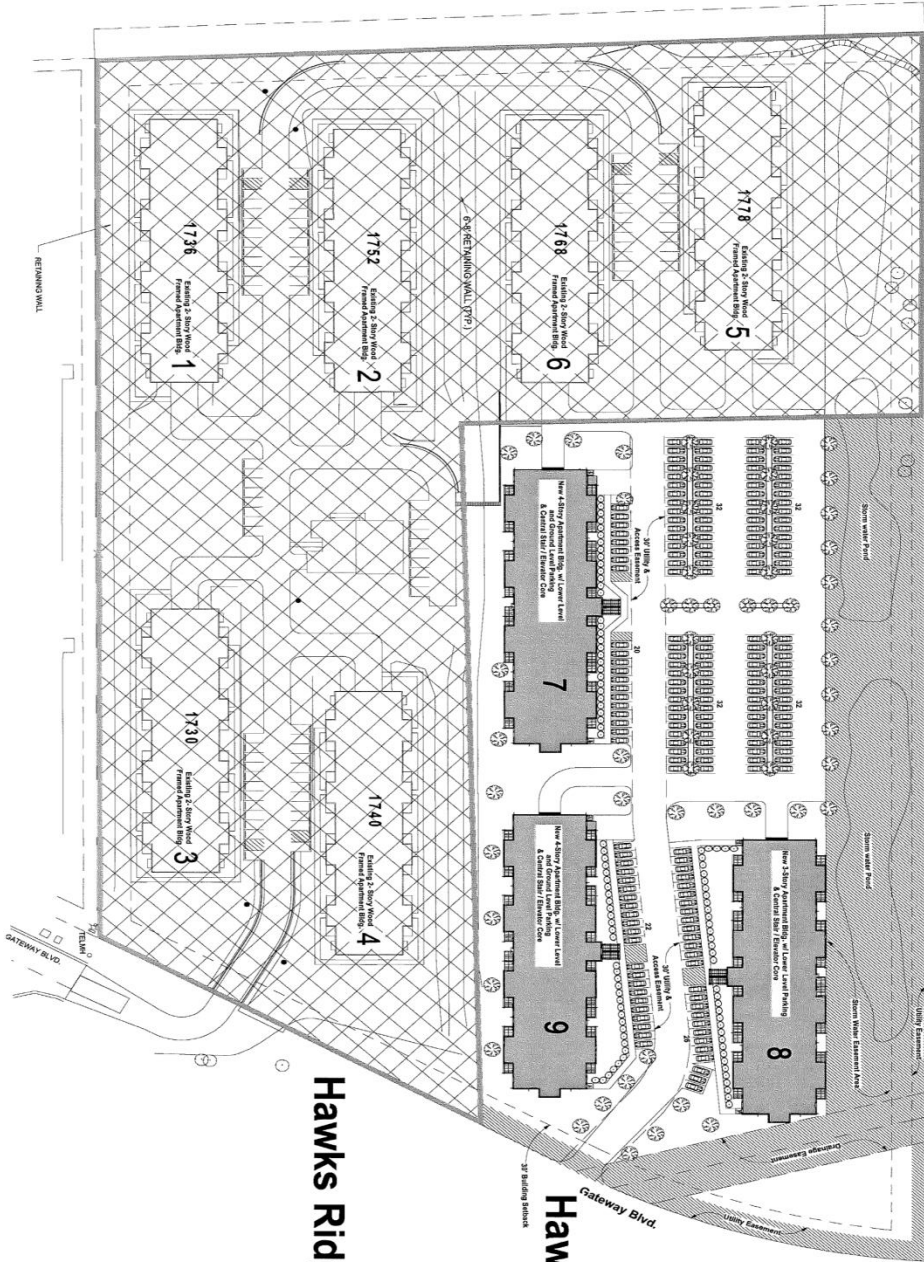 1736
Existing 2- Story Wood
Framed Apartment Bldg.
1
1752
Existing 2- Story Wood
Framed Apartment Bldg.
2
6'-8' RETAINING WALL (TYP.)
1768
Existing 2- Story Wood
Framed Apartment Bldg.
6
1778
Existing 2- Story Wood
Framed Apartment Bldg.
5
RETAINING WALL
1730
Existing 2- Story Wood
Framed Apartment Bldg.
3
1740
Existing 2- Story Wood
Framed Apartment Bldg.
4
TELMH
GATEWAY BLVD.
New 4-Story Apartment Bldg. w/ Lower Level
and Ground Level Parking
& Central Stair / Elevator Core
7
30' Utility &
Access Easement
20
32
32
32
32
Storm water Pond
Storm water Pond
New 4-Story Apartment Bldg. w/ Lower Level
and Ground Level Parking
& Central Stair / Elevator Core
9
22
30' Utility &
Access Easement
26
New 3-Story Apartment Bldg. w/ Lower Level Parking
& Central Stair / Elevator Core
8
Storm Water Easement Area
Utility Easement
Drainage Easement
Utility Easement
Gateway Blvd.
30' Building Setback
Haw
Hawks Rid